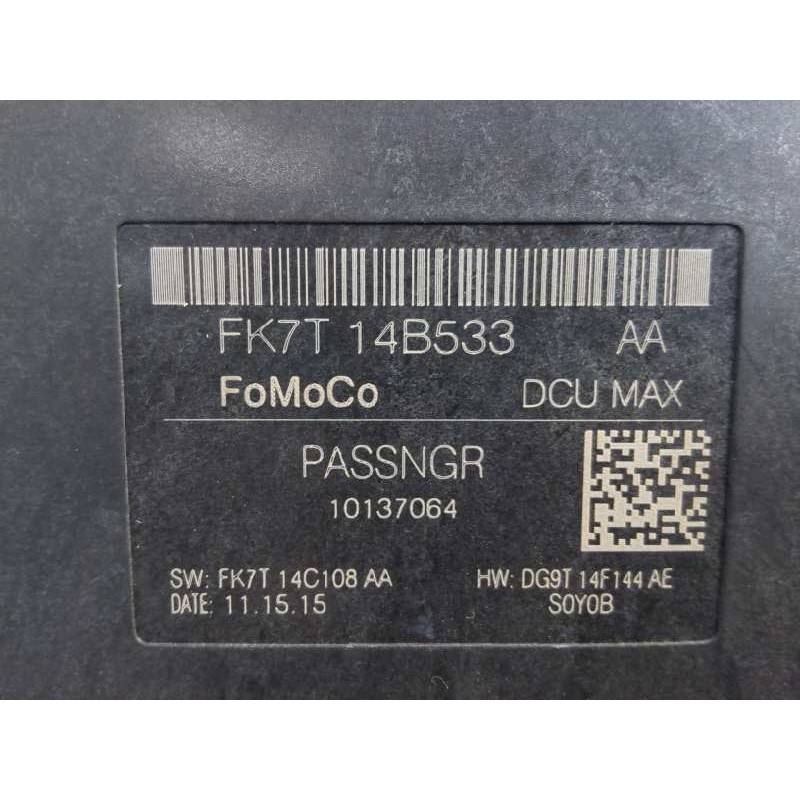 FK7T 14B533 AA
FoMoCo DCU MAX
PASSNGR
10137064
SW: FK7T 14C108 AA HW: DG9T 14F144 AE
DATE: 11.15.15 S0Y0B